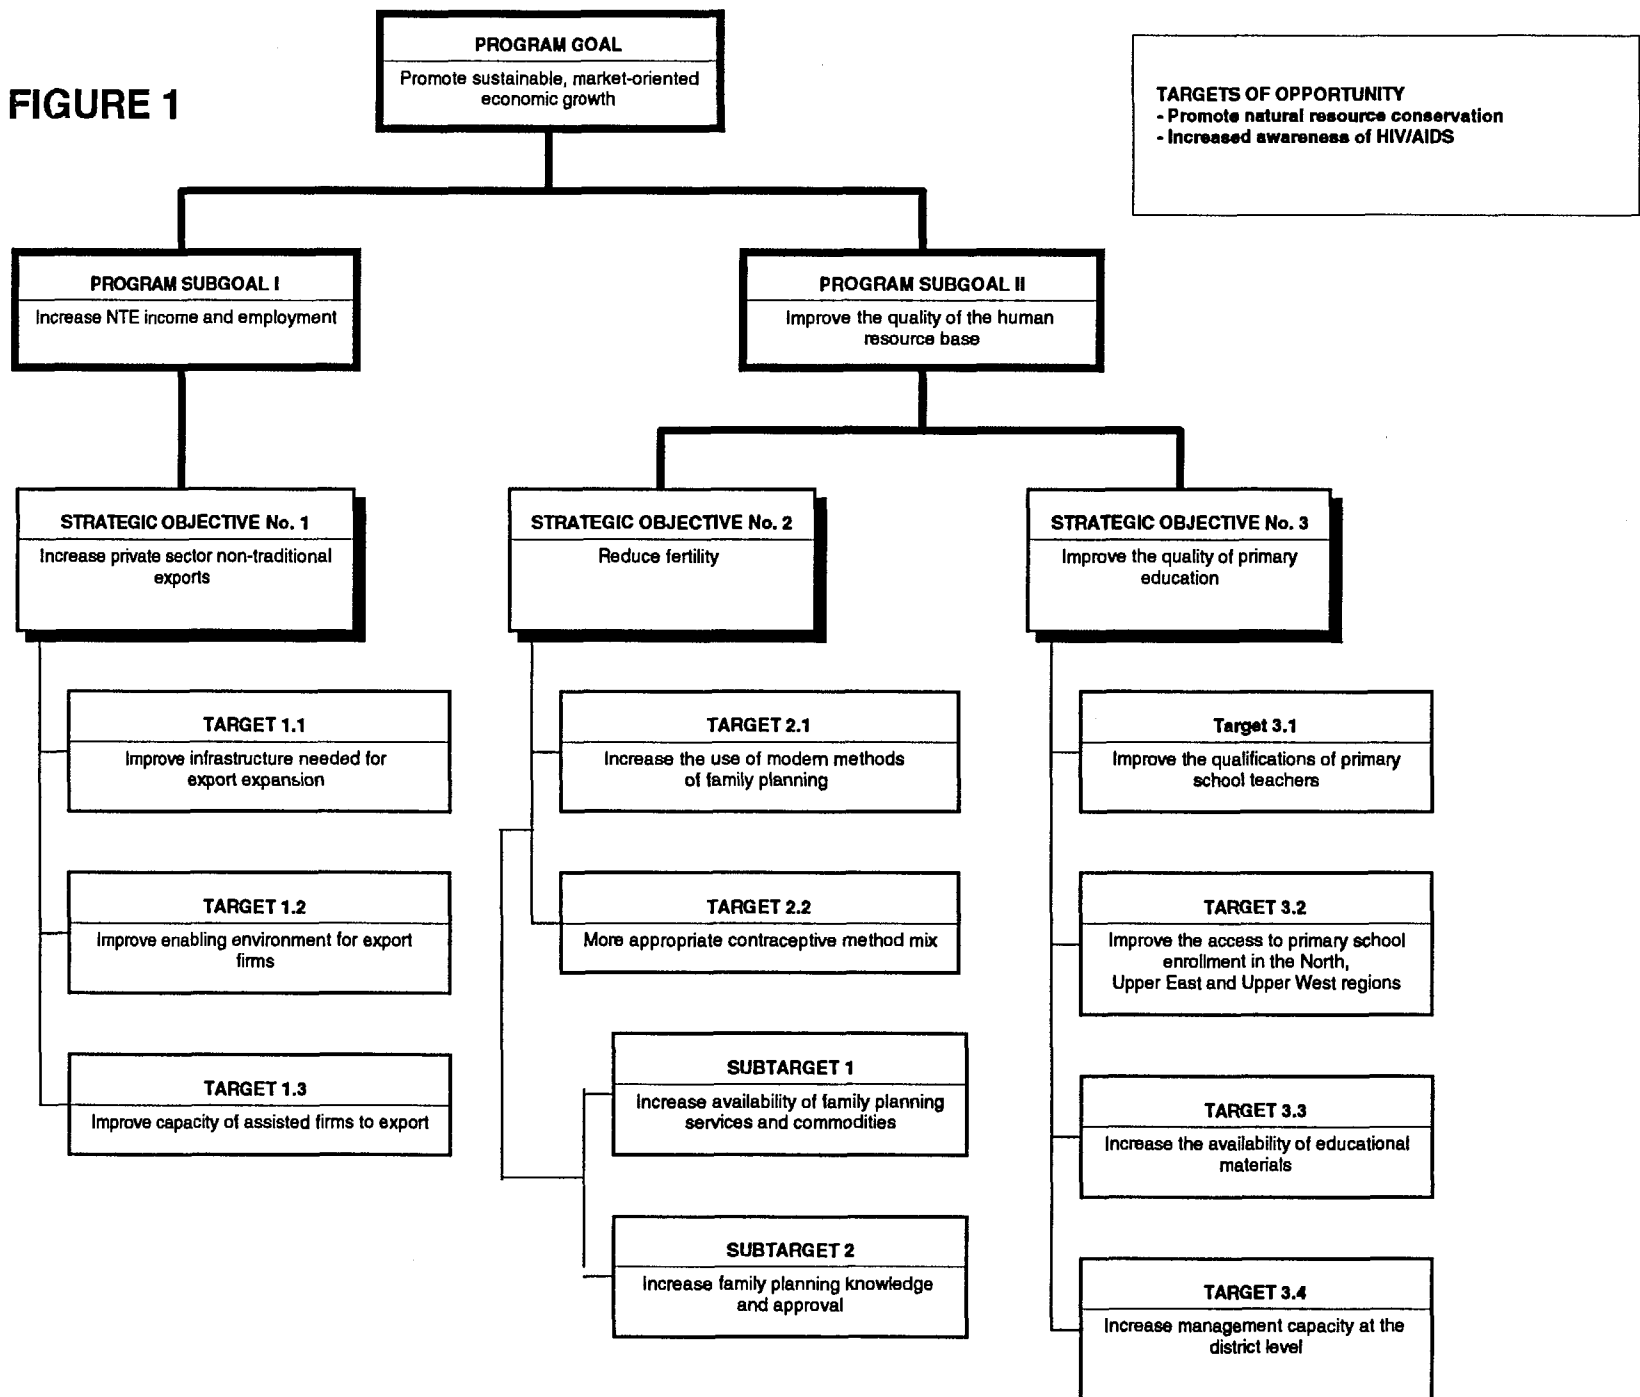 FIGURE 1
PROGRAM GOAL
Promote sustainable, market-oriented
economic growth
TARGETS OF OPPORTUNITY
- Promote natural resource conservation
- Increased awareness of HIV/AIDS
PROGRAM SUBGOAL I
Increase NTE income and employment
PROGRAM SUBGOAL II
Improve the quality of the human
resource base
STRATEGIC OBJECTIVE No. 1
Increase private sector non-traditional
exports
STRATEGIC OBJECTIVE No. 2
Reduce fertility
STRATEGIC OBJECTIVE No. 3
Improve the quality of primary
education
TARGET 1.1
Improve infrastructure needed for
export expansion
TARGET 1.2
Improve enabling environment for export
firms
TARGET 1.3
Improve capacity of assisted firms to export
TARGET 2.1
Increase the use of modern methods
of family planning
TARGET 2.2
More appropriate contraceptive method mix
SUBTARGET 1
Increase availability of family planning
services and commodities
SUBTARGET 2
Increase family planning knowledge
and approval
Target 3.1
Improve the qualifications of primary
school teachers
TARGET 3.2
Improve the access to primary school
enrollment in the North,
Upper East and Upper West regions
TARGET 3.3
Increase the availability of educational
materials
TARGET 3.4
Increase management capacity at the
district level